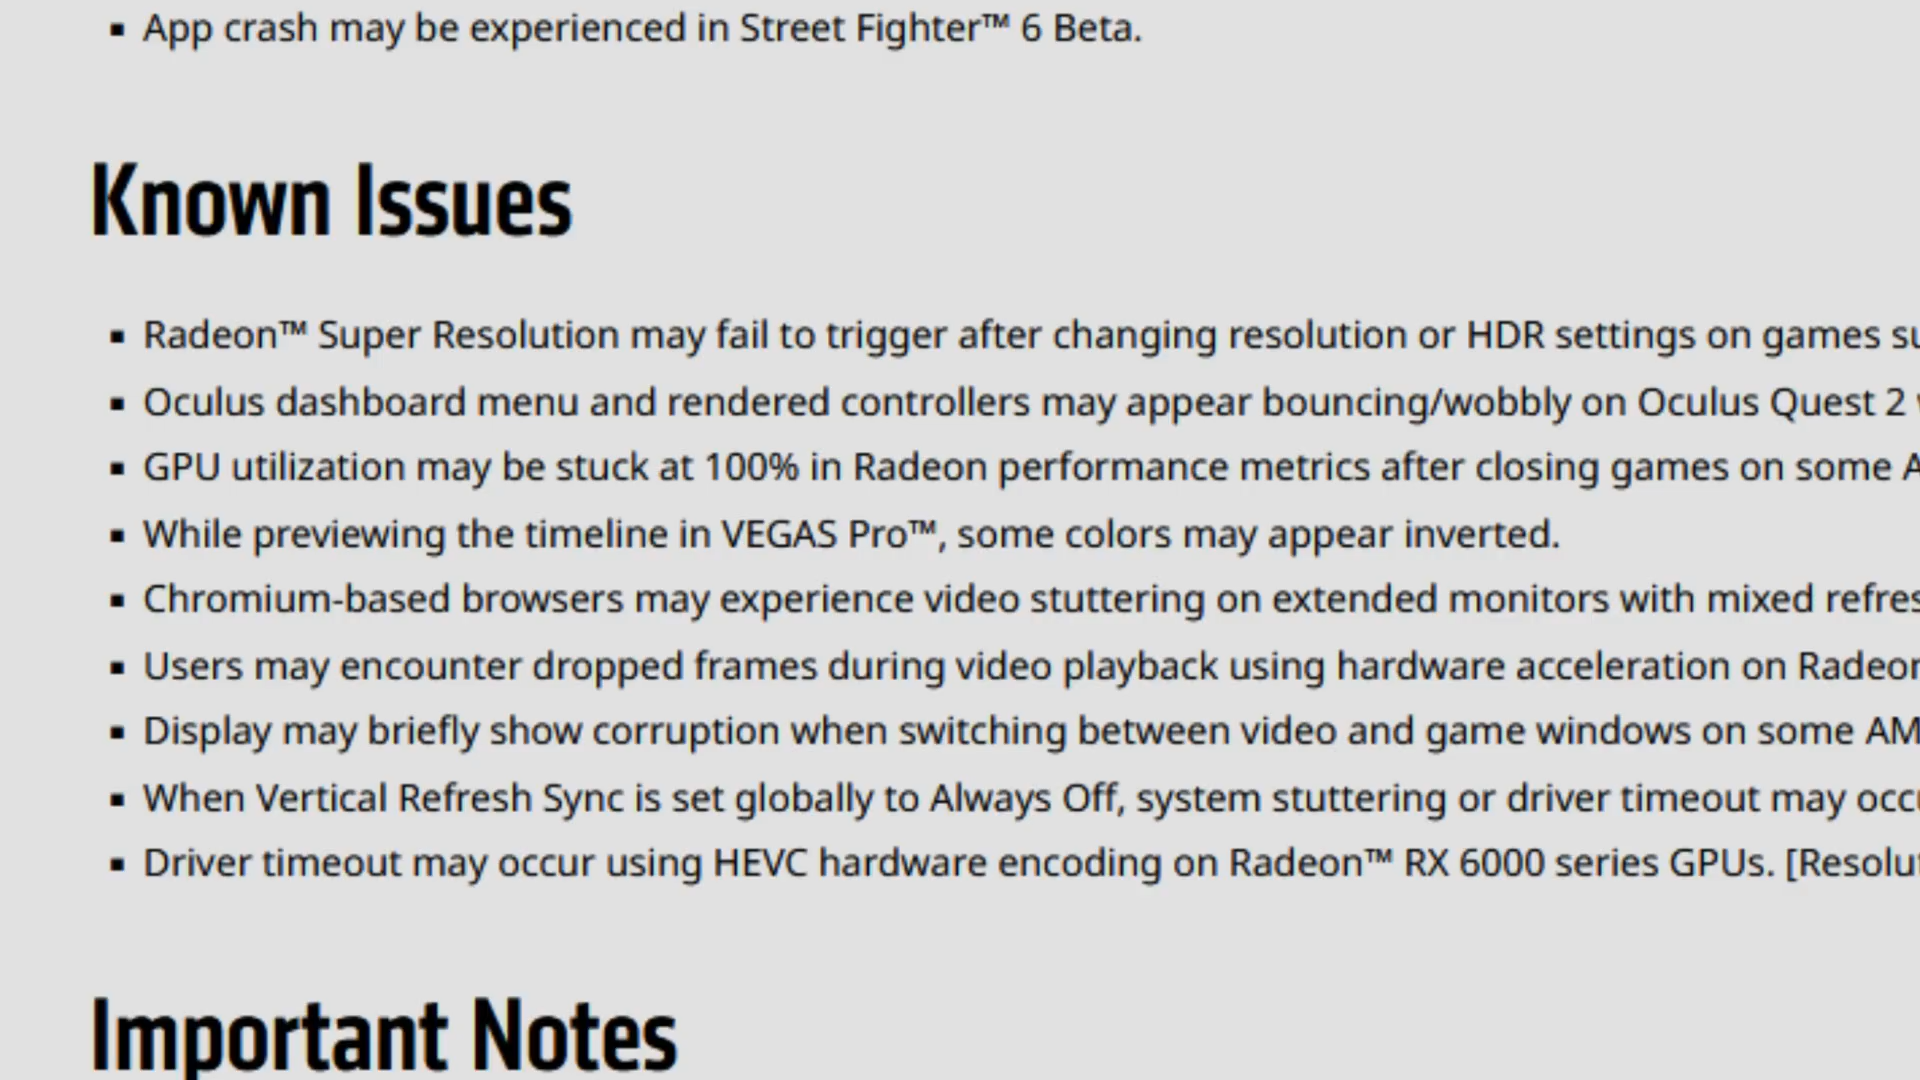 ▪ App crash may be experienced in Street Fighter™ 6 Beta.
Known Issues
▪ Radeon™ Super Resolution may fail to trigger after changing resolution or HDR settings on games
▪ Oculus dashboard menu and rendered controllers may appear bouncing/wobbly on Oculus Quest 2
▪ GPU utilization may be stuck at 100% in Radeon performance metrics after closing games on some
▪ While previewing the timeline in VEGAS Pro™, some colors may appear inverted.
▪ Chromium-based browsers may experience video stuttering on extended monitors with mixed
▪ Users may encounter dropped frames during video playback using hardware acceleration on
▪ Display may briefly show corruption when switching between video and game windows on some
▪ When Vertical Refresh Sync is set globally to Always Off, system stuttering or driver timeout may
▪ Driver timeout may occur using HEVC hardware encoding on Radeon™ RX 6000 series GPUs.
Important Notes